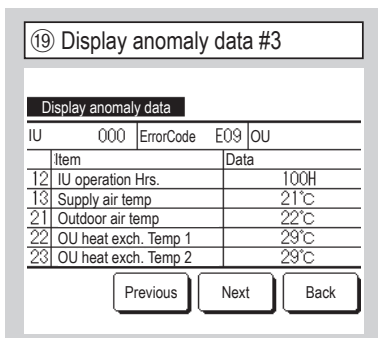 ⑲ Display anomaly data #3
Display anomaly data
IU 000 ErrorCode E09 OU
Item Data
12 IU operation Hrs. 100H
13 Supply air temp 21℃
21 Outdoor air temp 22℃
22 OU heat exch. Temp 1 29℃
23 OU heat exch. Temp 2 29℃
Previous Next Back